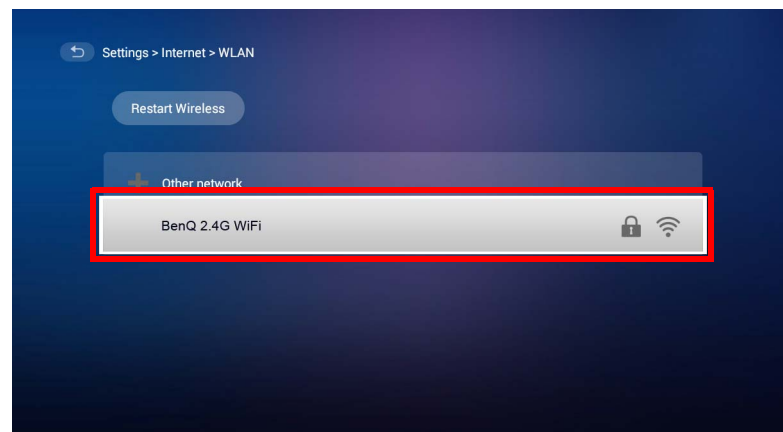 Settings > Internet > WLAN
Restart Wireless
Other network
BenQ 2.4G WiFi